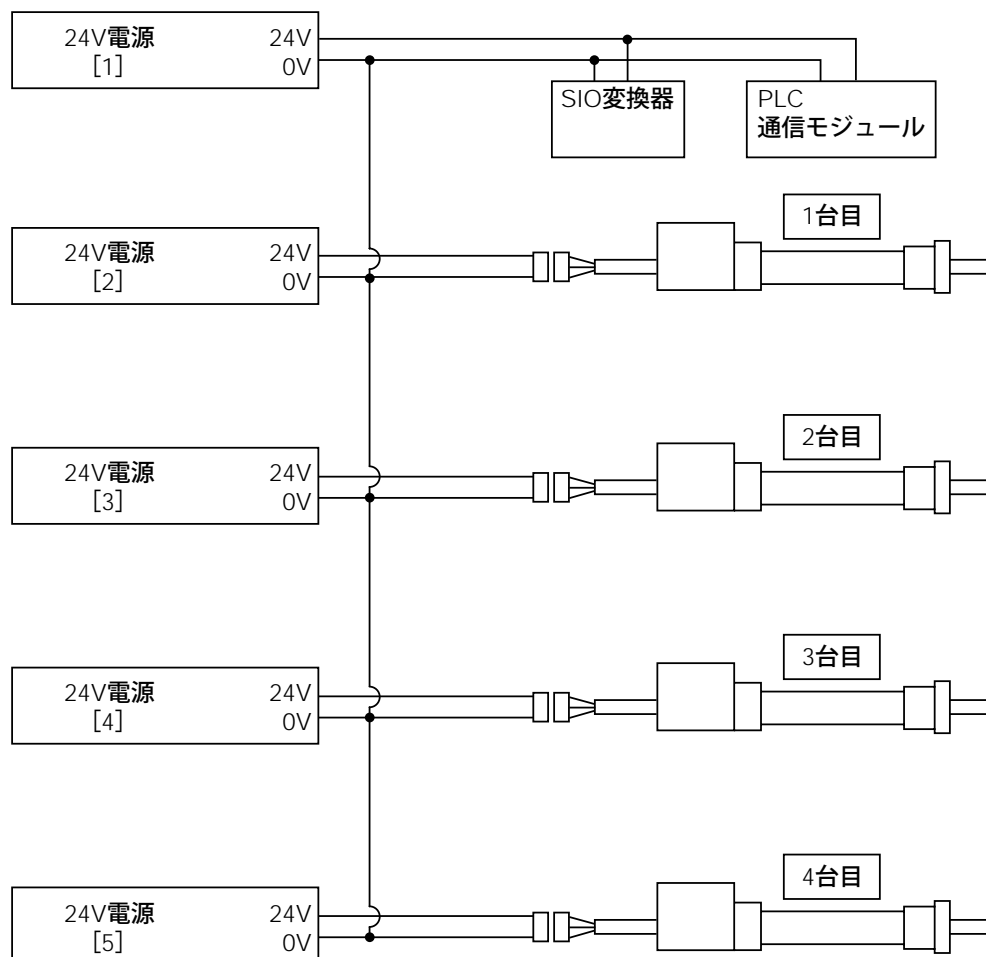 24V電源 24V
[1] 0V
SIO変換器
PLC
通信モジュール
1台目
24V電源 24V
[2] 0V
2台目
24V電源 24V
[3] 0V
3台目
24V電源 24V
[4] 0V
4台目
24V電源 24V
[5] 0V